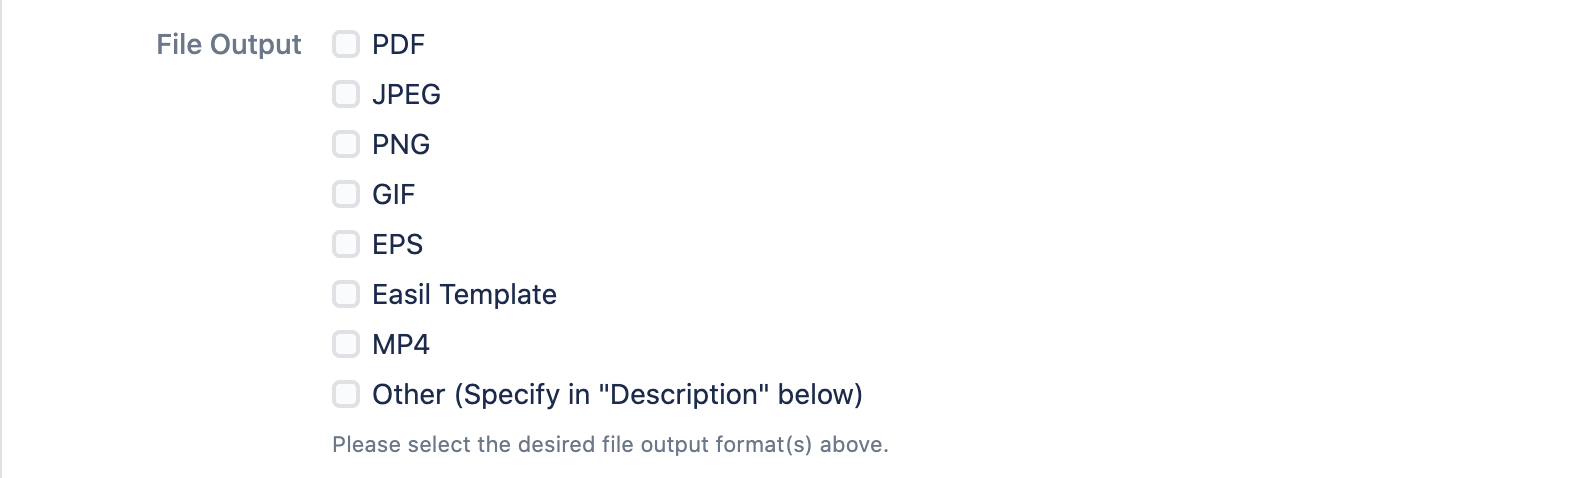 File Output
PDF
JPEG
PNG
GIF
EPS
Easil Template
MP4
Other (Specify in "Description" below)
Please select the desired file output format(s) above.